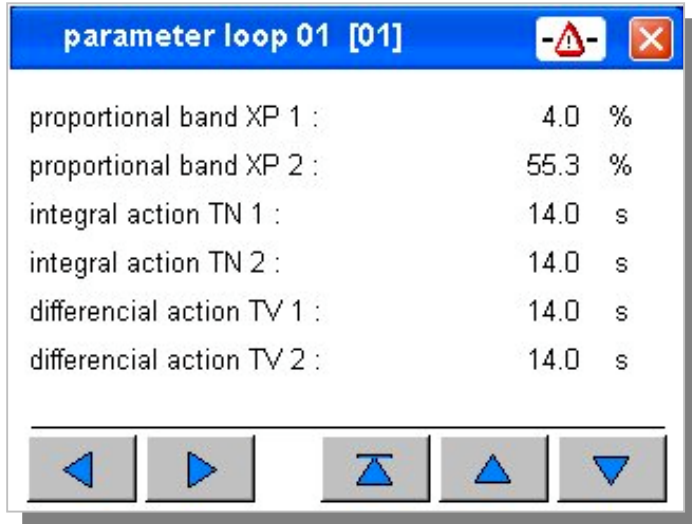 parameter loop 01 [01]
proportional band XP 1 : 4.0 %
proportional band XP 2 : 55.3 %
integral action TN 1 : 14.0 s
integral action TN 2 : 14.0 s
differencial action TV 1 : 14.0 s
differencial action TV 2 : 14.0 s